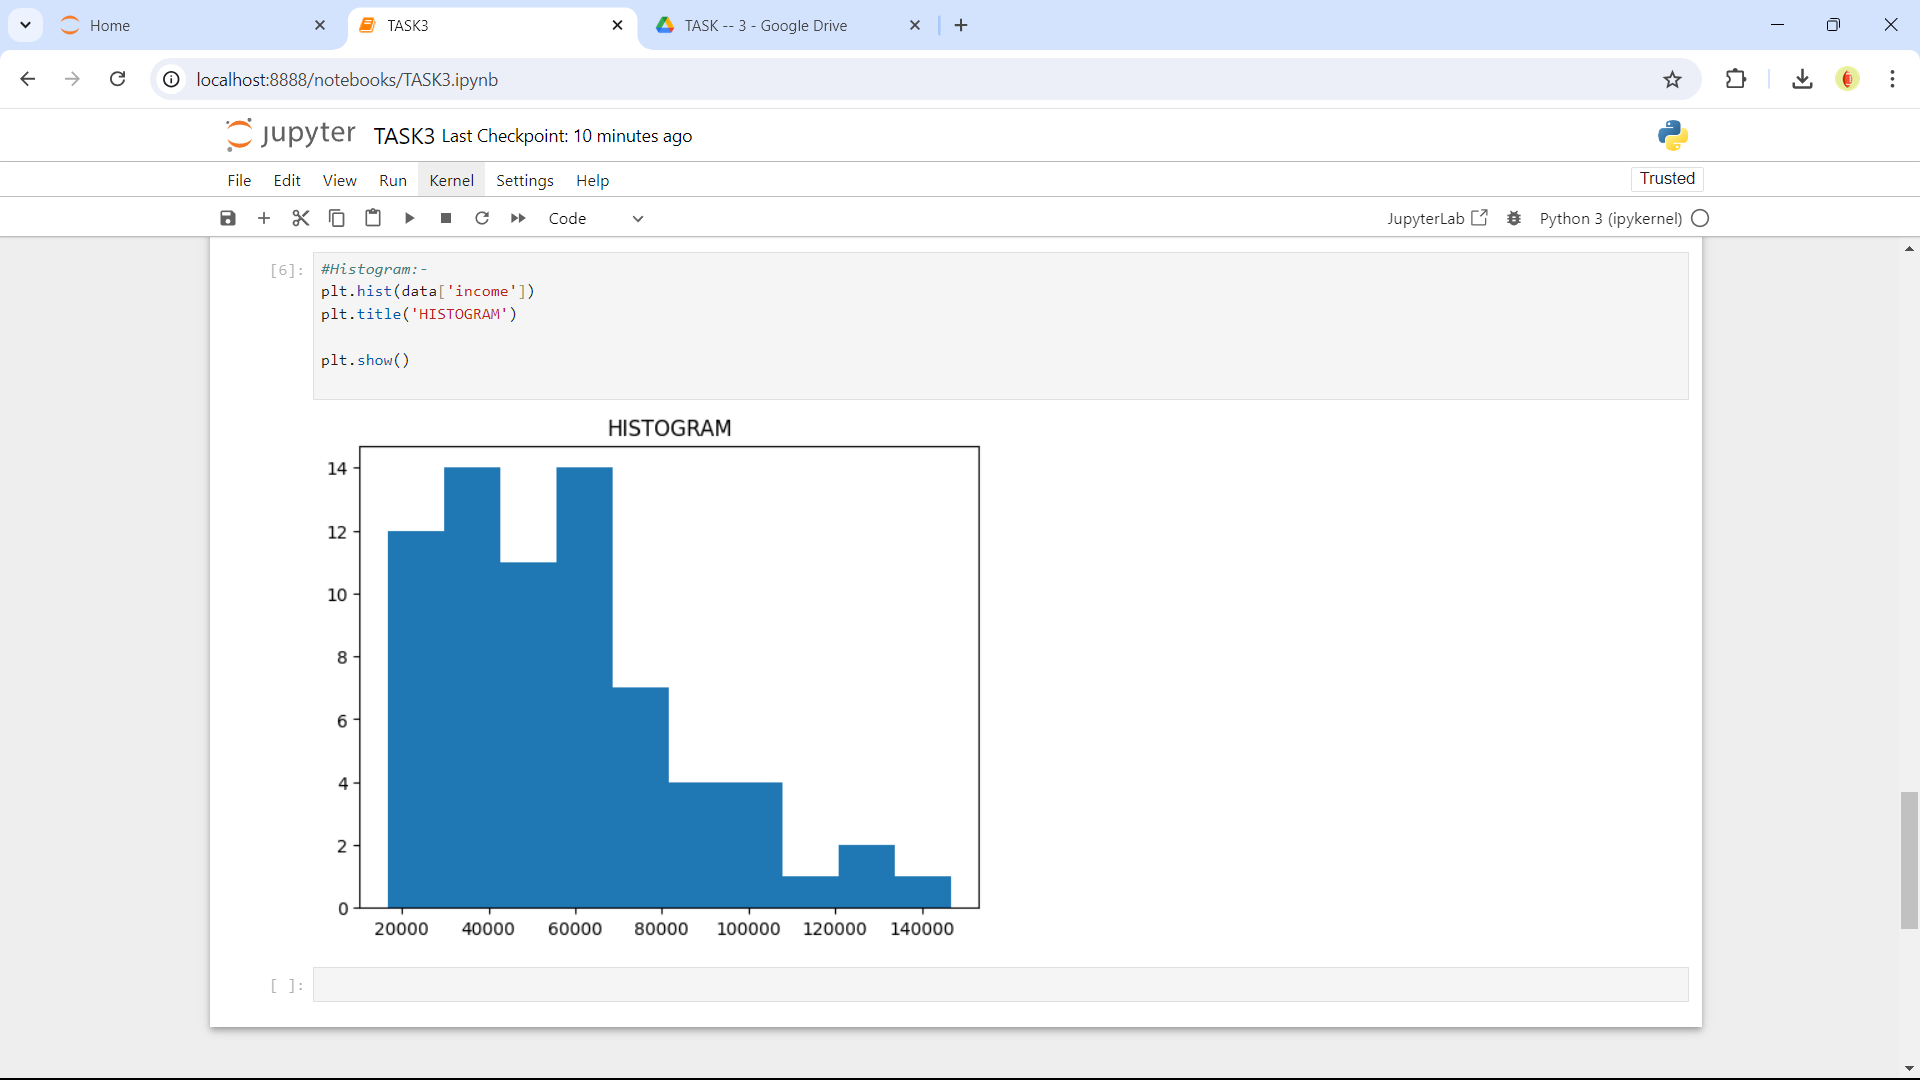 Home
TASK3
TASK -- 3 - Google Drive
localhost:8888/notebooks/TASK3.ipynb
jupyter TASK3 Last Checkpoint: 10 minutes ago
File Edit View Run Kernel Settings Help
Trusted
Code
JupyterLab
Python 3 (ipykernel)
[6]:
#Histogram:-
plt.hist(data['income'])
plt.title('HISTOGRAM')
plt.show()
HISTOGRAM
14
12
10
8
6
4
2
0
20000 40000 60000 80000 100000 120000 140000
[ ]: